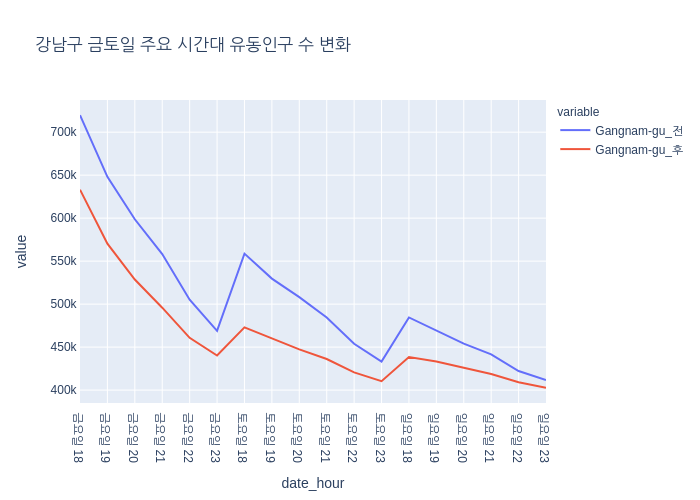 강남구 금토일 주요 시간대 유동인구 수 변화
variable
Gangnam-gu_전
Gangnam-gu_후
value
700k
650k
600k
550k
500k
450k
400k
금요일 18
금요일 19
금요일 20
금요일 21
금요일 22
금요일 23
토요일 18
토요일 19
토요일 20
토요일 21
토요일 22
토요일 23
일요일 18
일요일 19
일요일 20
일요일 21
일요일 22
일요일 23
date_hour